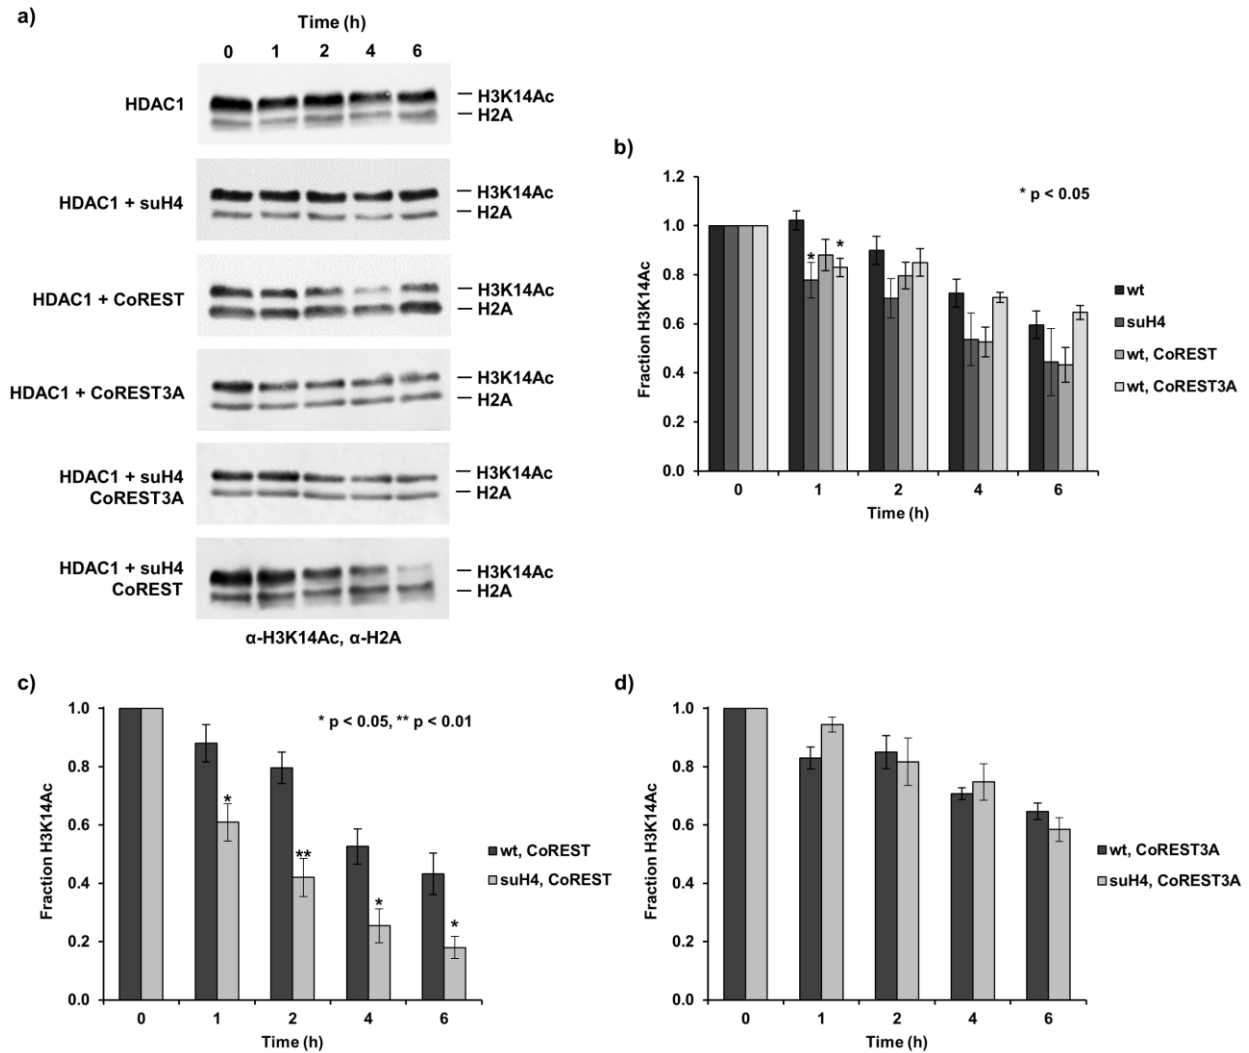 a)
Time (h)
0 1 2 4 6
HDAC1
H3K14Ac
H2A
HDAC1 + suH4
H3K14Ac
H2A
HDAC1 + CoREST
H3K14Ac
H2A
HDAC1 + CoREST3A
H3K14Ac
H2A
HDAC1 + suH4
CoREST3A
H3K14Ac
H2A
HDAC1 + suH4
CoREST
H3K14Ac
H2A
α-H3K14Ac, α-H2A
b)
* p < 0.05
Fraction H3K14Ac
1.2
1.0
0.8
0.6
0.4
0.2
0.0
* *
0 1 2 4 6
Time (h)
wt
suH4
wt, CoREST
wt, CoREST3A
c)
* p < 0.05, ** p < 0.01
Fraction H3K14Ac
1.0
0.8
0.6
0.4
0.2
0.0
* ** * *
0 1 2 4 6
Time (h)
wt, CoREST
suH4, CoREST
d)
Fraction H3K14Ac
1.0
0.8
0.6
0.4
0.2
0.0
0 1 2 4 6
Time (h)
wt, CoREST3A
suH4, CoREST3A